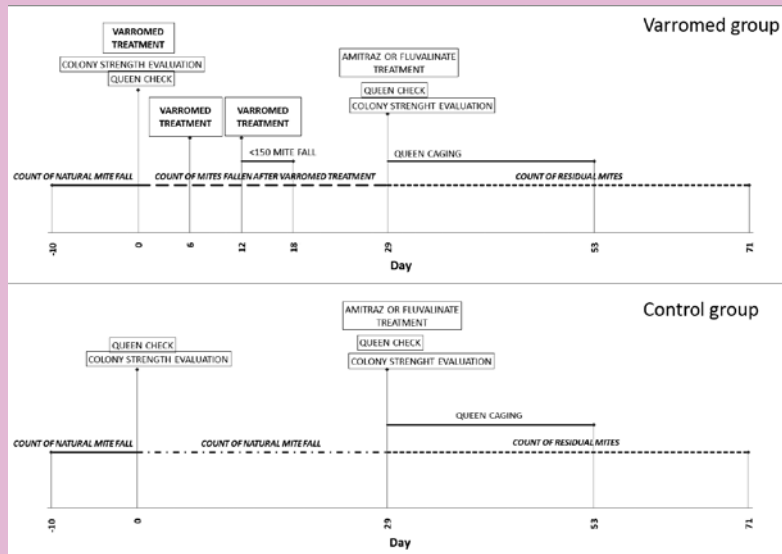 Varromed group
VARROMED
TREATMENT
COLONY STRENGTH EVALUATION
QUEEN CHECK
VARROMED
TREATMENT
VARROMED
TREATMENT
<150 MITE FALL
AMITRAZ OR FLUVALINATE
TREATMENT
QUEEN CHECK
COLONY STRENGHT EVALUATION
QUEEN CAGING
COUNT OF NATURAL MITE FALL
COUNT OF MITES FALLEN AFTER VARROMED TREATMENT
COUNT OF RESIDUAL MITES
-10 0 6 12 18 29 53 71
Day
Control group
QUEEN CHECK
COLONY STRENGTH EVALUATION
AMITRAZ OR FLUVALINATE
TREATMENT
QUEEN CHECK
COLONY STRENGHT EVALUATION
QUEEN CAGING
COUNT OF NATURAL MITE FALL
COUNT OF NATURAL MITE FALL
COUNT OF RESIDUAL MITES
-10 0 29 53 71
Day